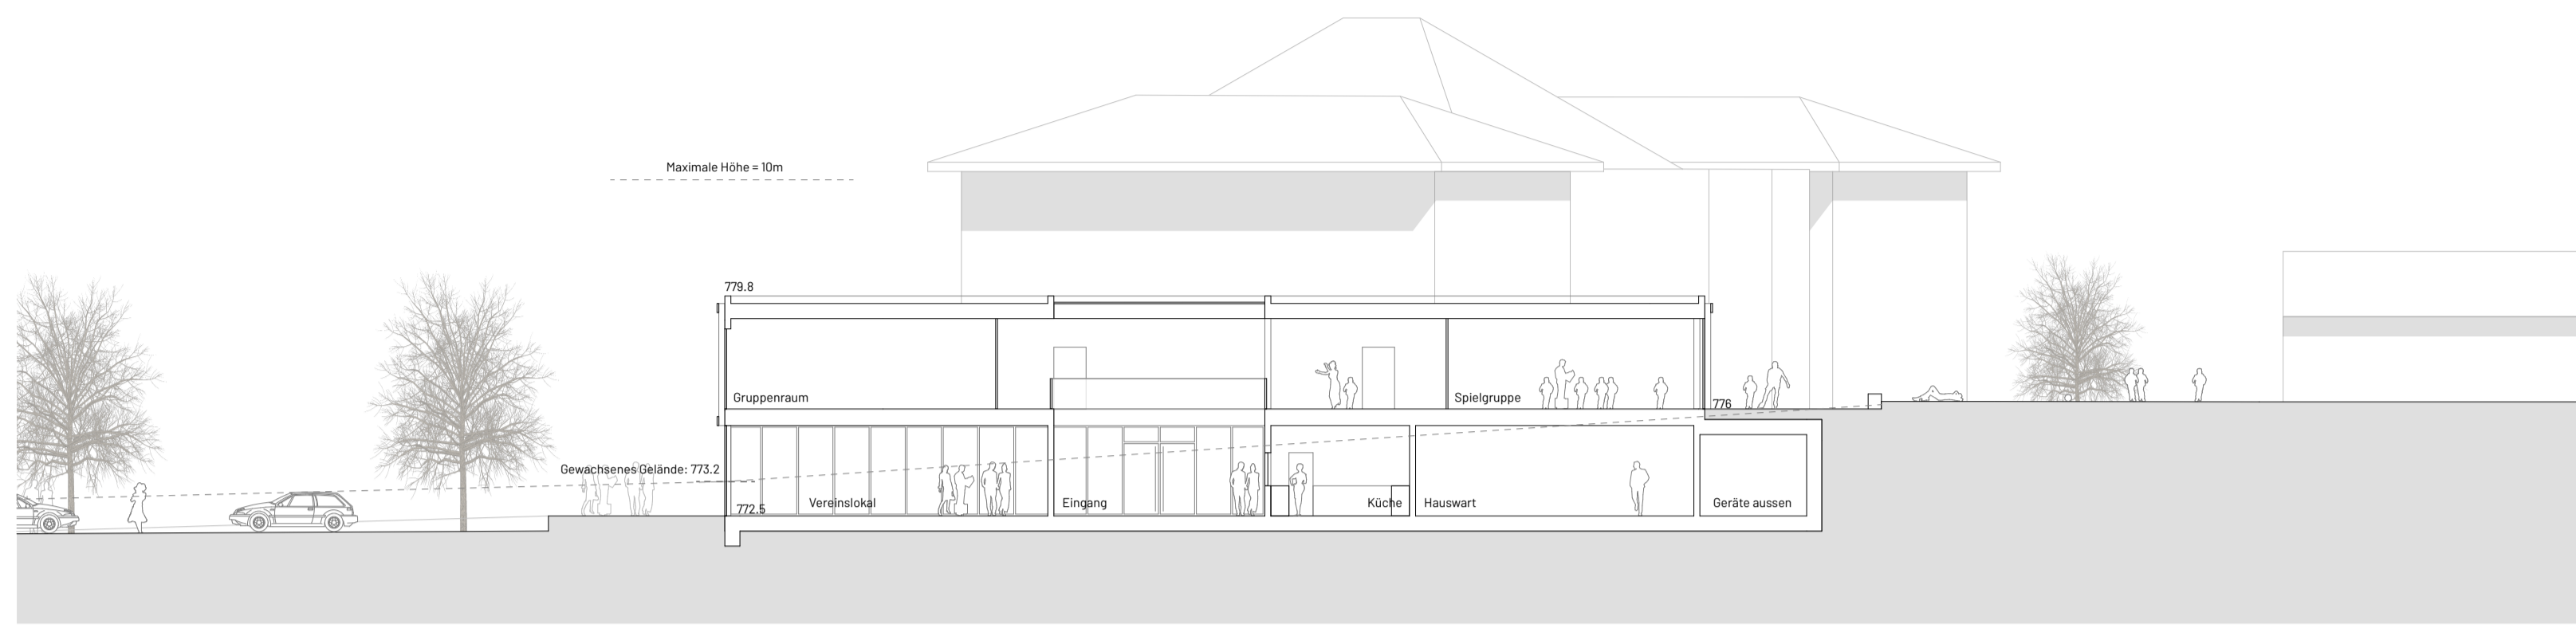 Maximale Höhe = 10m
779.8
Gruppenraum
Spielgruppe
776
Gewachsenes Gelände: 773.2
772.5
Vereinslokal
Eingang
Küche
Hauswart
Geräte aussen